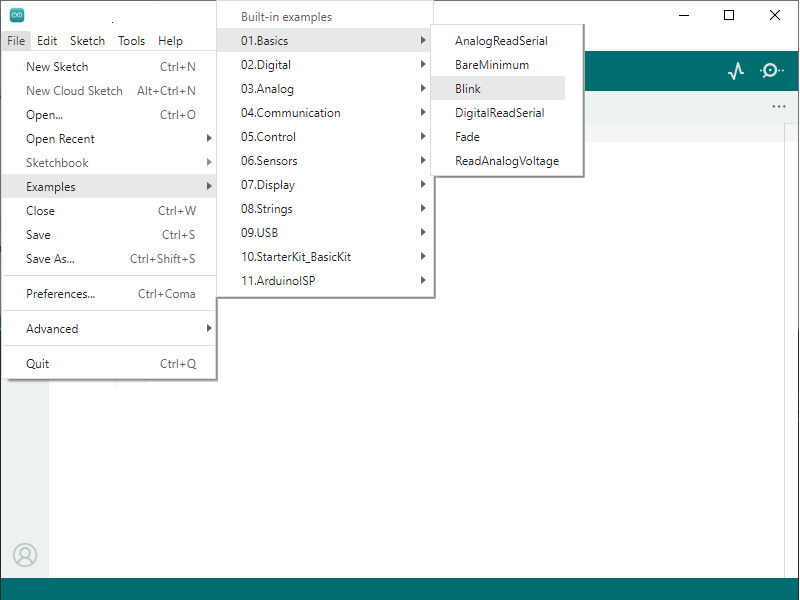 File Edit Sketch Tools Help
New Sketch Ctrl+N
New Cloud Sketch Alt+Ctrl+N
Open... Ctrl+O
Open Recent
Sketchbook
Examples
Close Ctrl+W
Save Ctrl+S
Save As... Ctrl+Shift+S
Preferences... Ctrl+Coma
Advanced
Quit Ctrl+Q
Built-in examples
01.Basics
02.Digital
03.Analog
04.Communication
05.Control
06.Sensors
07.Display
08.Strings
09.USB
10.StarterKit_BasicKit
11.ArduinoISP
AnalogReadSerial
BareMinimum
Blink
DigitalReadSerial
Fade
ReadAnalogVoltage